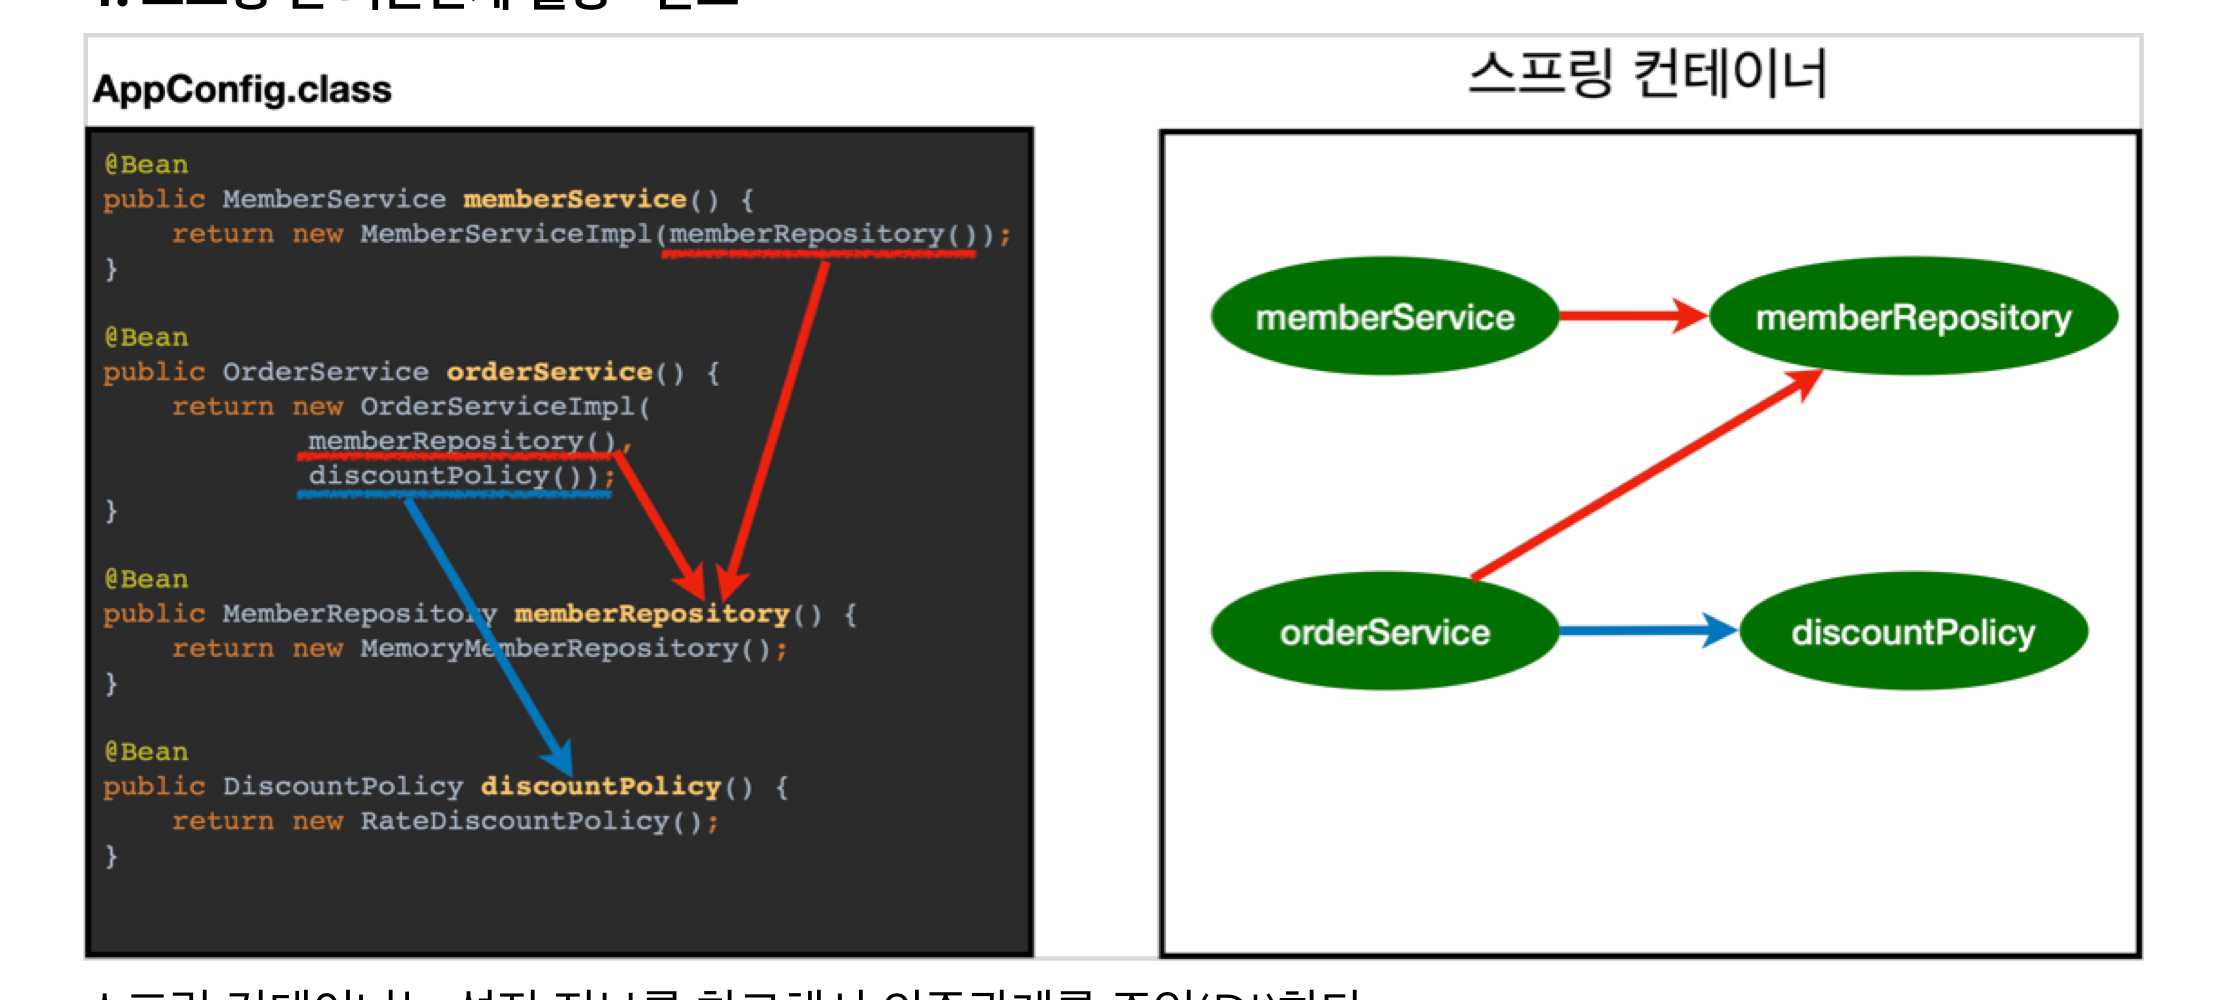 AppConfig.class
@Bean
public MemberService memberService() {
return new MemberServiceImpl(memberRepository());
}
@Bean
public OrderService orderService() {
return new OrderServiceImpl(
memberRepository(),
discountPolicy());
}
@Bean
public MemberRepository memberRepository() {
return new MemoryMemberRepository();
}
@Bean
public DiscountPolicy discountPolicy() {
return new RateDiscountPolicy();
}
스프링 컨테이너
memberService
memberRepository
orderService
discountPolicy